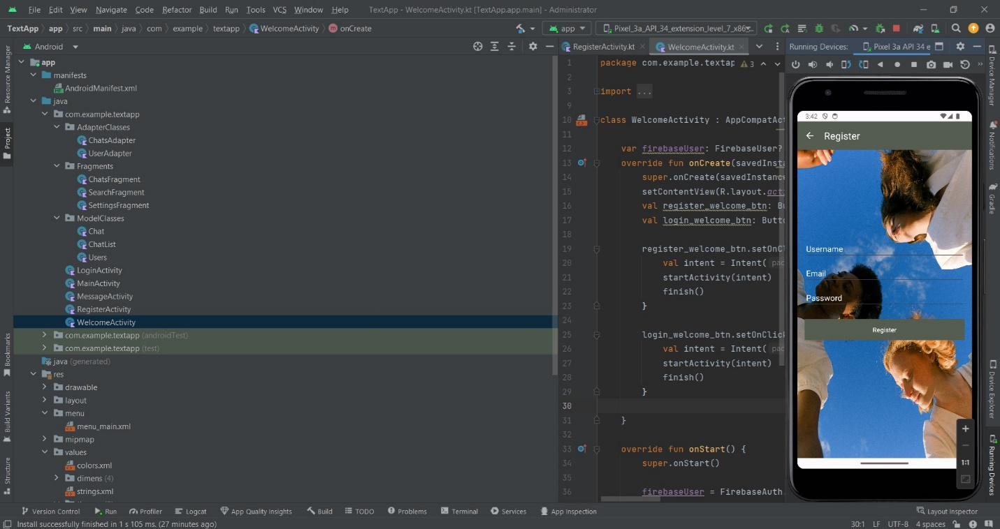 File Edit View Navigate Code Refactor Build Run Tools VCS Window Help TextApp - WelcomeActivity.kt [TextApp.app.main] - Administrator
TextApp app src main java com example textapp WelcomeActivity onCreate app Pixel_3a_API_34_extension_level_7_x86
Android RegisterActivity.kt WelcomeActivity.kt Running Devices: Pixel 3a API 34 e
Resource Manager
Project
Bookmarks
Build Variants
Structure
app
manifests
AndroidManifest.xml
java
com.example.textapp
AdapterClasses
ChatsAdapter
UserAdapter
Fragments
ChatsFragment
SearchFragment
SettingsFragment
ModelClasses
Chat
ChatList
Users
LoginActivity
MainActivity
MessageActivity
RegisterActivity
WelcomeActivity
com.example.textapp (androidTest)
com.example.textapp (test)
java (generated)
res
drawable
layout
menu
menu_main.xml
mipmap
values
colors.xml
dimens (4)
strings.xml
1 package com.example.textap 3
2
3 import ...
9
10 class WelcomeActivity : AppCompatAct
11
12 var firebaseUser: FirebaseUser?
13 override fun onCreate(savedInsta
14 super.onCreate(savedInstance
15 setContentView(R.layout.acti
16 val register_welcome_btn: Bu
17 val login_welcome_btn: Butto
18
19 register_welcome_btn.setOnCl
20 val intent = Intent( pac
21 startActivity(intent)
22 finish()
23 }
24
25 login_welcome_btn.setOnClick
26 val intent = Intent( pac
27 startActivity(intent)
28 finish()
29 }
30
31 }
32
33 override fun onStart() {
34 super.onStart()
35
36 firebaseUser = FirebaseAuth.
3:42
Register
Username
Email
Password
Register
1:1
Device Manager
Notifications
Gradle
Device Explorer
Running Devices
Version Control Run Profiler Logcat App Quality Insights Build TODO Problems Terminal Services App Inspection Layout Inspector
Install successfully finished in 1 s 105 ms. (27 minutes ago) 30:1 LF UTF-8 4 spaces